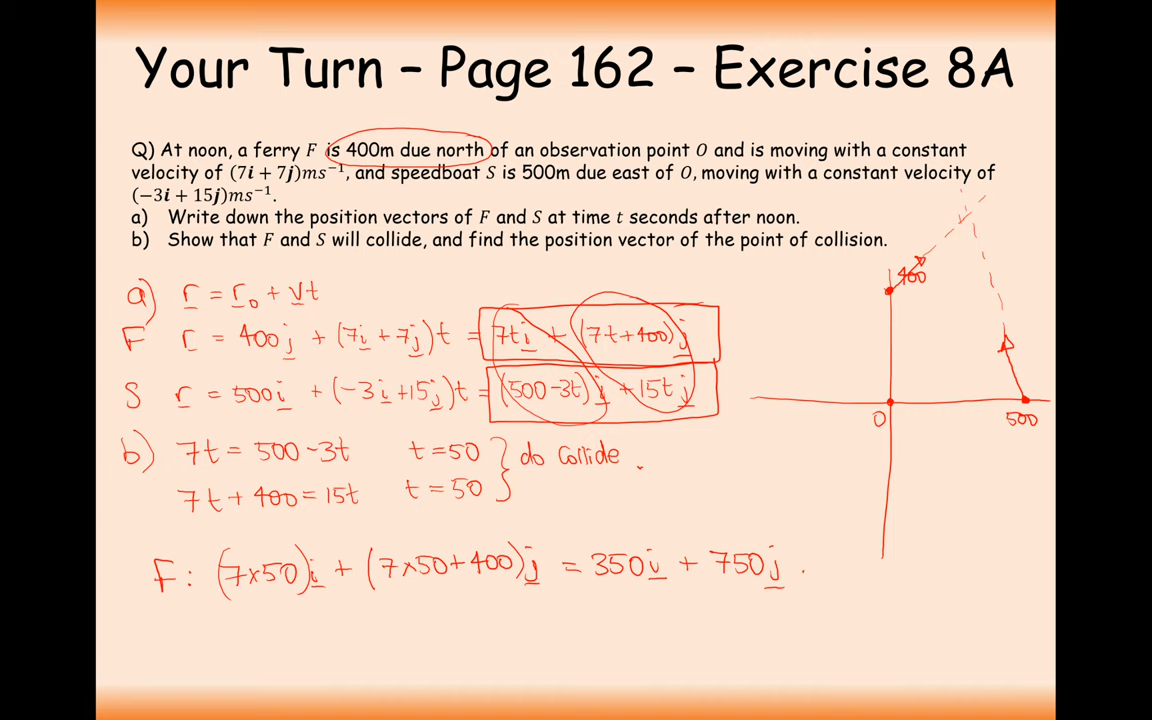 Your Turn – Page 162 – Exercise 8A
Q) At noon, a ferry F is 400m due north of an observation point O and is moving with a constant
velocity of (7i + 7j)ms⁻¹, and speedboat S is 500m due east of O, moving with a constant velocity of
(−3i + 15j)ms⁻¹.
a) Write down the position vectors of F and S at time t seconds after noon.
b) Show that F and S will collide, and find the position vector of the point of collision.
a) r = r₀ + vt
F r = 400j + (7i + 7j)t = 7ti + (7t+400)j
S r = 500i + (−3i +15j)t = (500−3t)i +15tj
b) 7t = 500−3t t=50 } do collide.
7t + 400 = 15t t = 50
F: (7×50)i + (7×50+400)j = 350i + 750j.
400
O
500